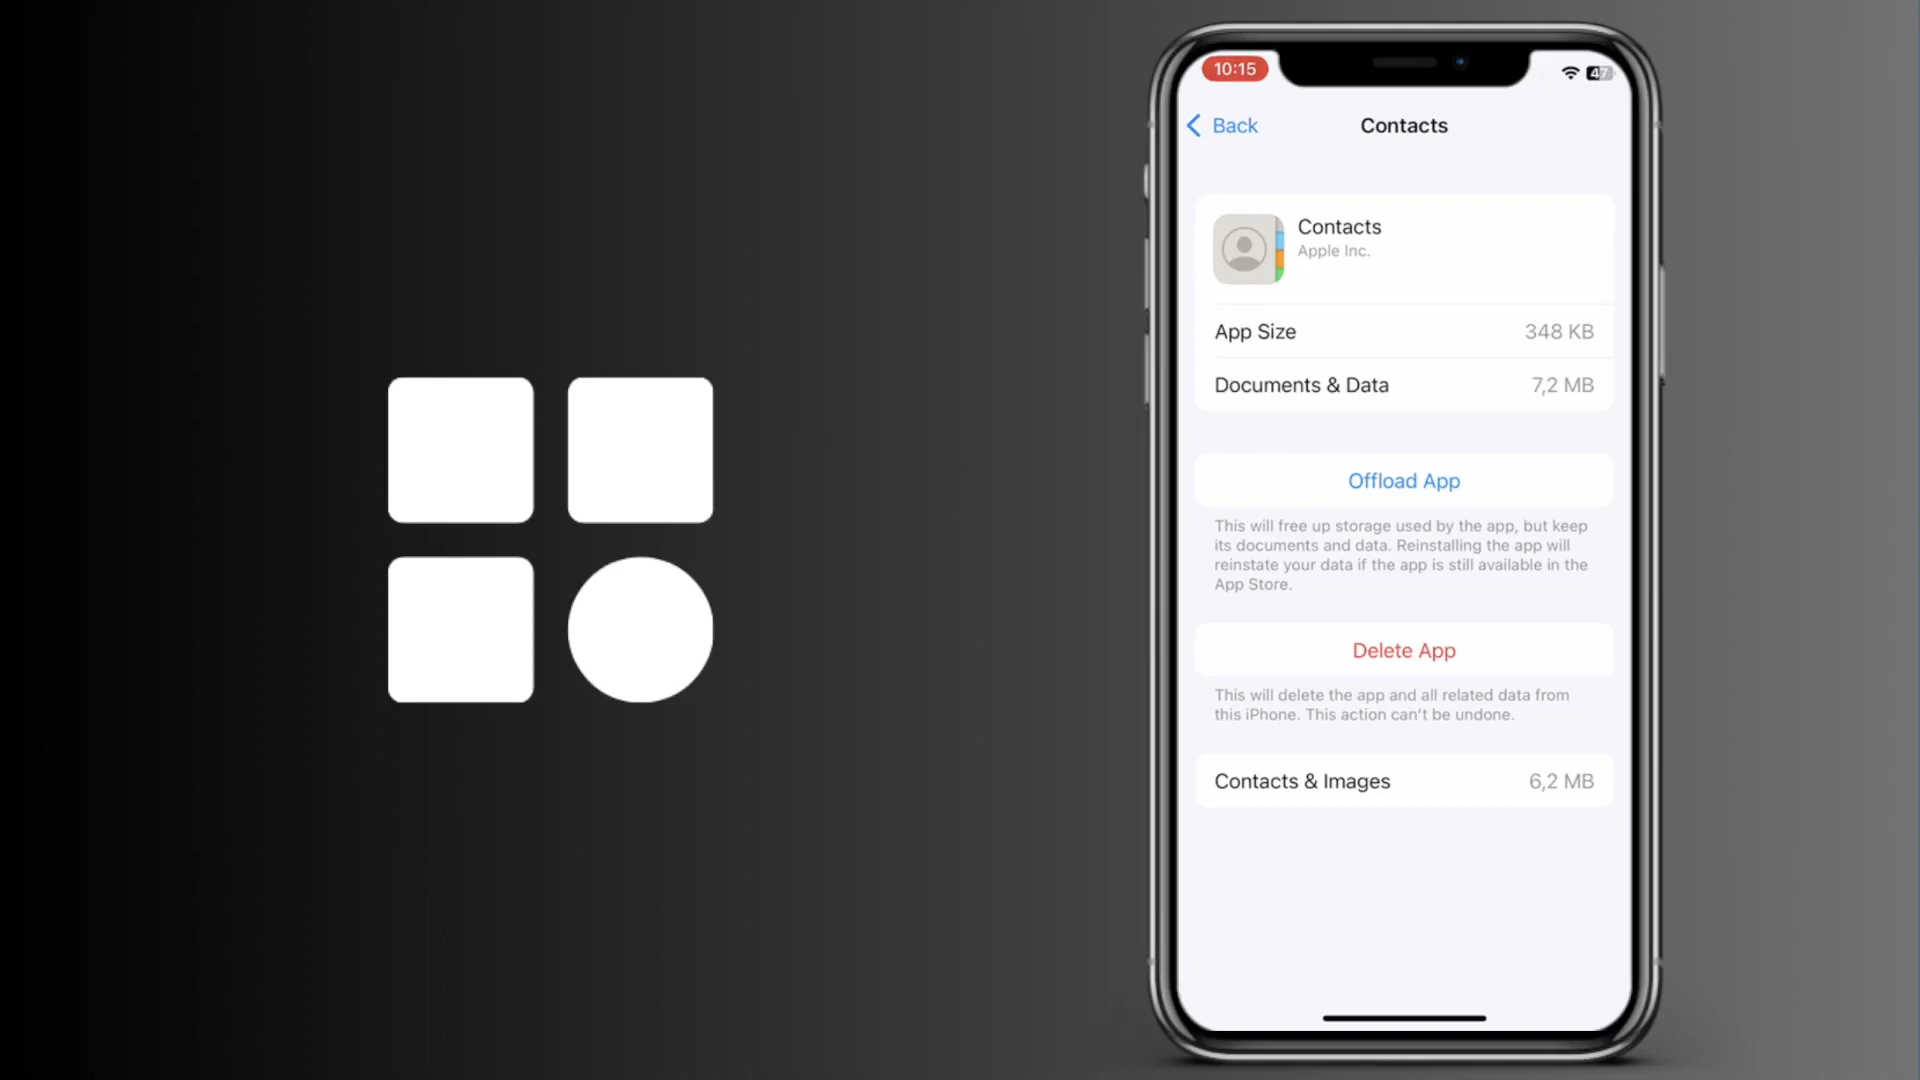 10:15
47
Back
Contacts
Contacts
Apple Inc.
App Size
348 KB
Documents & Data
7,2 MB
Offload App
This will free up storage used by the app, but keep
its documents and data. Reinstalling the app will
reinstate your data if the app is still available in the
App Store.
Delete App
This will delete the app and all related data from
this iPhone. This action can't be undone.
Contacts & Images
6,2 MB